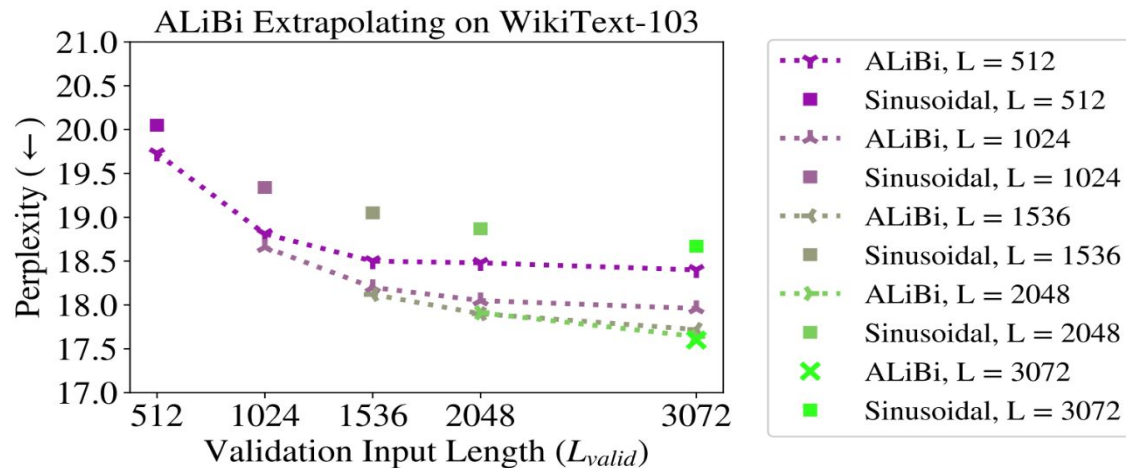 ALiBi Extrapolating on WikiText-103
21.0
20.5
20.0
19.5
19.0
18.5
18.0
17.5
17.0
Perplexity (←)
512 1024 1536 2048 3072
Validation Input Length (Lvalid)
ALiBi, L = 512
Sinusoidal, L = 512
ALiBi, L = 1024
Sinusoidal, L = 1024
ALiBi, L = 1536
Sinusoidal, L = 1536
ALiBi, L = 2048
Sinusoidal, L = 2048
ALiBi, L = 3072
Sinusoidal, L = 3072